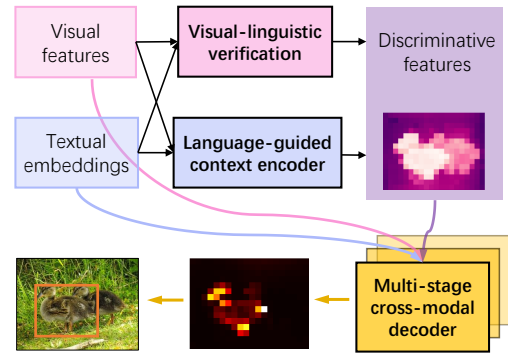 Visual
features
Visual-linguistic
verification
Discriminative
features
Textual
embeddings
Language-guided
context encoder
Multi-stage
cross-modal
decoder